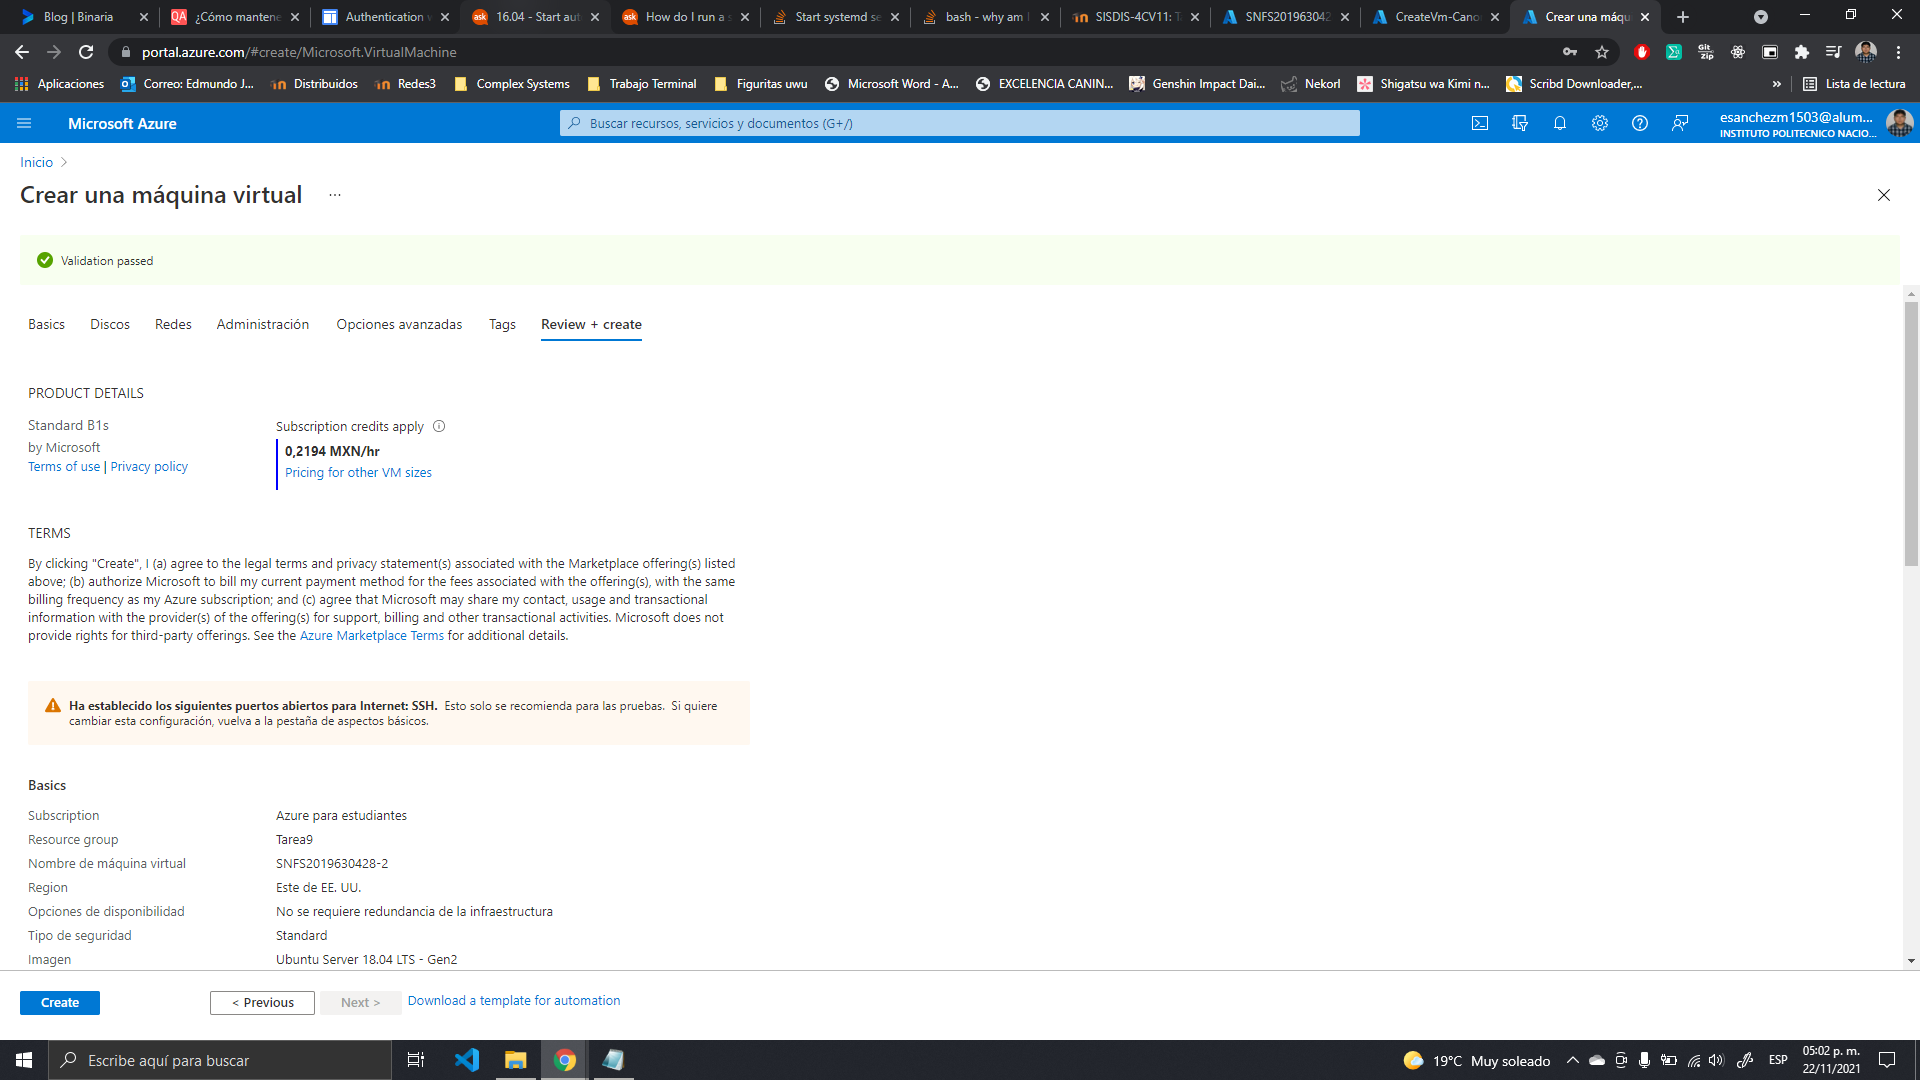 Blog | Binaria
¿Cómo mantene
Authentication
16.04 - Start aut
How do I run a s
Start systemd se
bash - why am I
SISDIS-4CV11: Ta
SNFS2019630428
CreateVm-Canon
Crear una máqu
portal.azure.com/#create/Microsoft.VirtualMachine
Aplicaciones
Correo: Edmundo J...
Distribuidos
Redes3
Complex Systems
Trabajo Terminal
Figuritas uwu
Microsoft Word - A...
EXCELENCIA CANIN...
Genshin Impact Dai...
Nekorl
Shigatsu wa Kimi n...
Scribd Downloader,...
»
Lista de lectura
Microsoft Azure
Buscar recursos, servicios y documentos (G+/)
esanchezm1503@alum...
INSTITUTO POLITECNICO NACIO...
Inicio
Crear una máquina virtual
...
Validation passed
Basics
Discos
Redes
Administración
Opciones avanzadas
Tags
Review + create
PRODUCT DETAILS
Standard B1s
by Microsoft
Terms of use | Privacy policy
Subscription credits apply
0,2194 MXN/hr
Pricing for other VM sizes
TERMS
By clicking "Create", I (a) agree to the legal terms and privacy statement(s) associated with the Marketplace offering(s) listed
above; (b) authorize Microsoft to bill my current payment method for the fees associated with the offering(s), with the same
billing frequency as my Azure subscription; and (c) agree that Microsoft may share my contact, usage and transactional
information with the provider(s) of the offering(s) for support, billing and other transactional activities. Microsoft does not
provide rights for third-party offerings. See the Azure Marketplace Terms for additional details.
Ha establecido los siguientes puertos abiertos para Internet: SSH. Esto solo se recomienda para las pruebas. Si quiere
cambiar esta configuración, vuelva a la pestaña de aspectos básicos.
Basics
Subscription Azure para estudiantes
Resource group Tarea9
Nombre de máquina virtual SNFS2019630428-2
Region Este de EE. UU.
Opciones de disponibilidad No se requiere redundancia de la infraestructura
Tipo de seguridad Standard
Imagen Ubuntu Server 18.04 LTS - Gen2
Create
< Previous
Next >
Download a template for automation
Escribe aquí para buscar
19°C Muy soleado
ESP
05:02 p. m.
22/11/2021